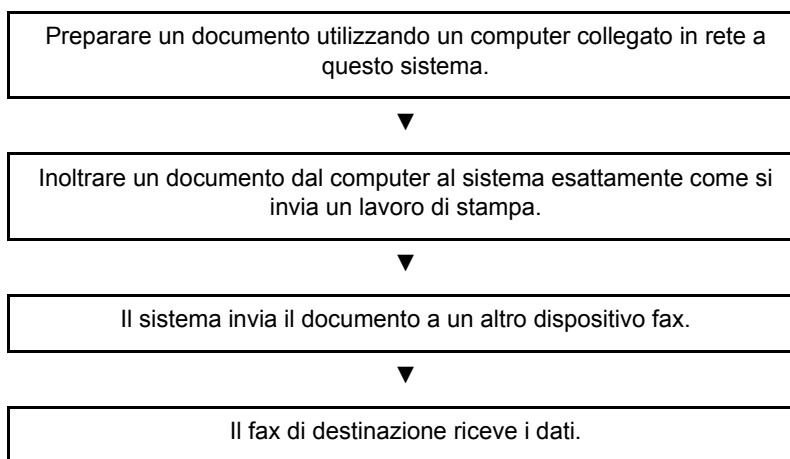 Preparare un documento utilizzando un computer collegato in rete a
questo sistema.
▼
Inoltrare un documento dal computer al sistema esattamente come si
invia un lavoro di stampa.
▼
Il sistema invia il documento a un altro dispositivo fax.
▼
Il fax di destinazione riceve i dati.